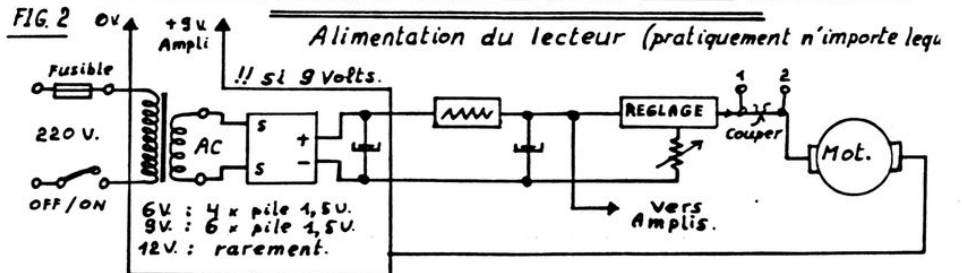 FIG. 2
0V.
+9V.
Ampli
Alimentation du lecteur (pratiquement n'importe lequ
Fusible
!! si 9 Volts.
220 V.
AC
S
S
+
-
REGLAGE
1
2
Couper
Mot.
OFF/ON
6V. : 4 x pile 1,5V.
9V. : 6 x pile 1,5V.
12V. : rarement.
vers
Amplis.